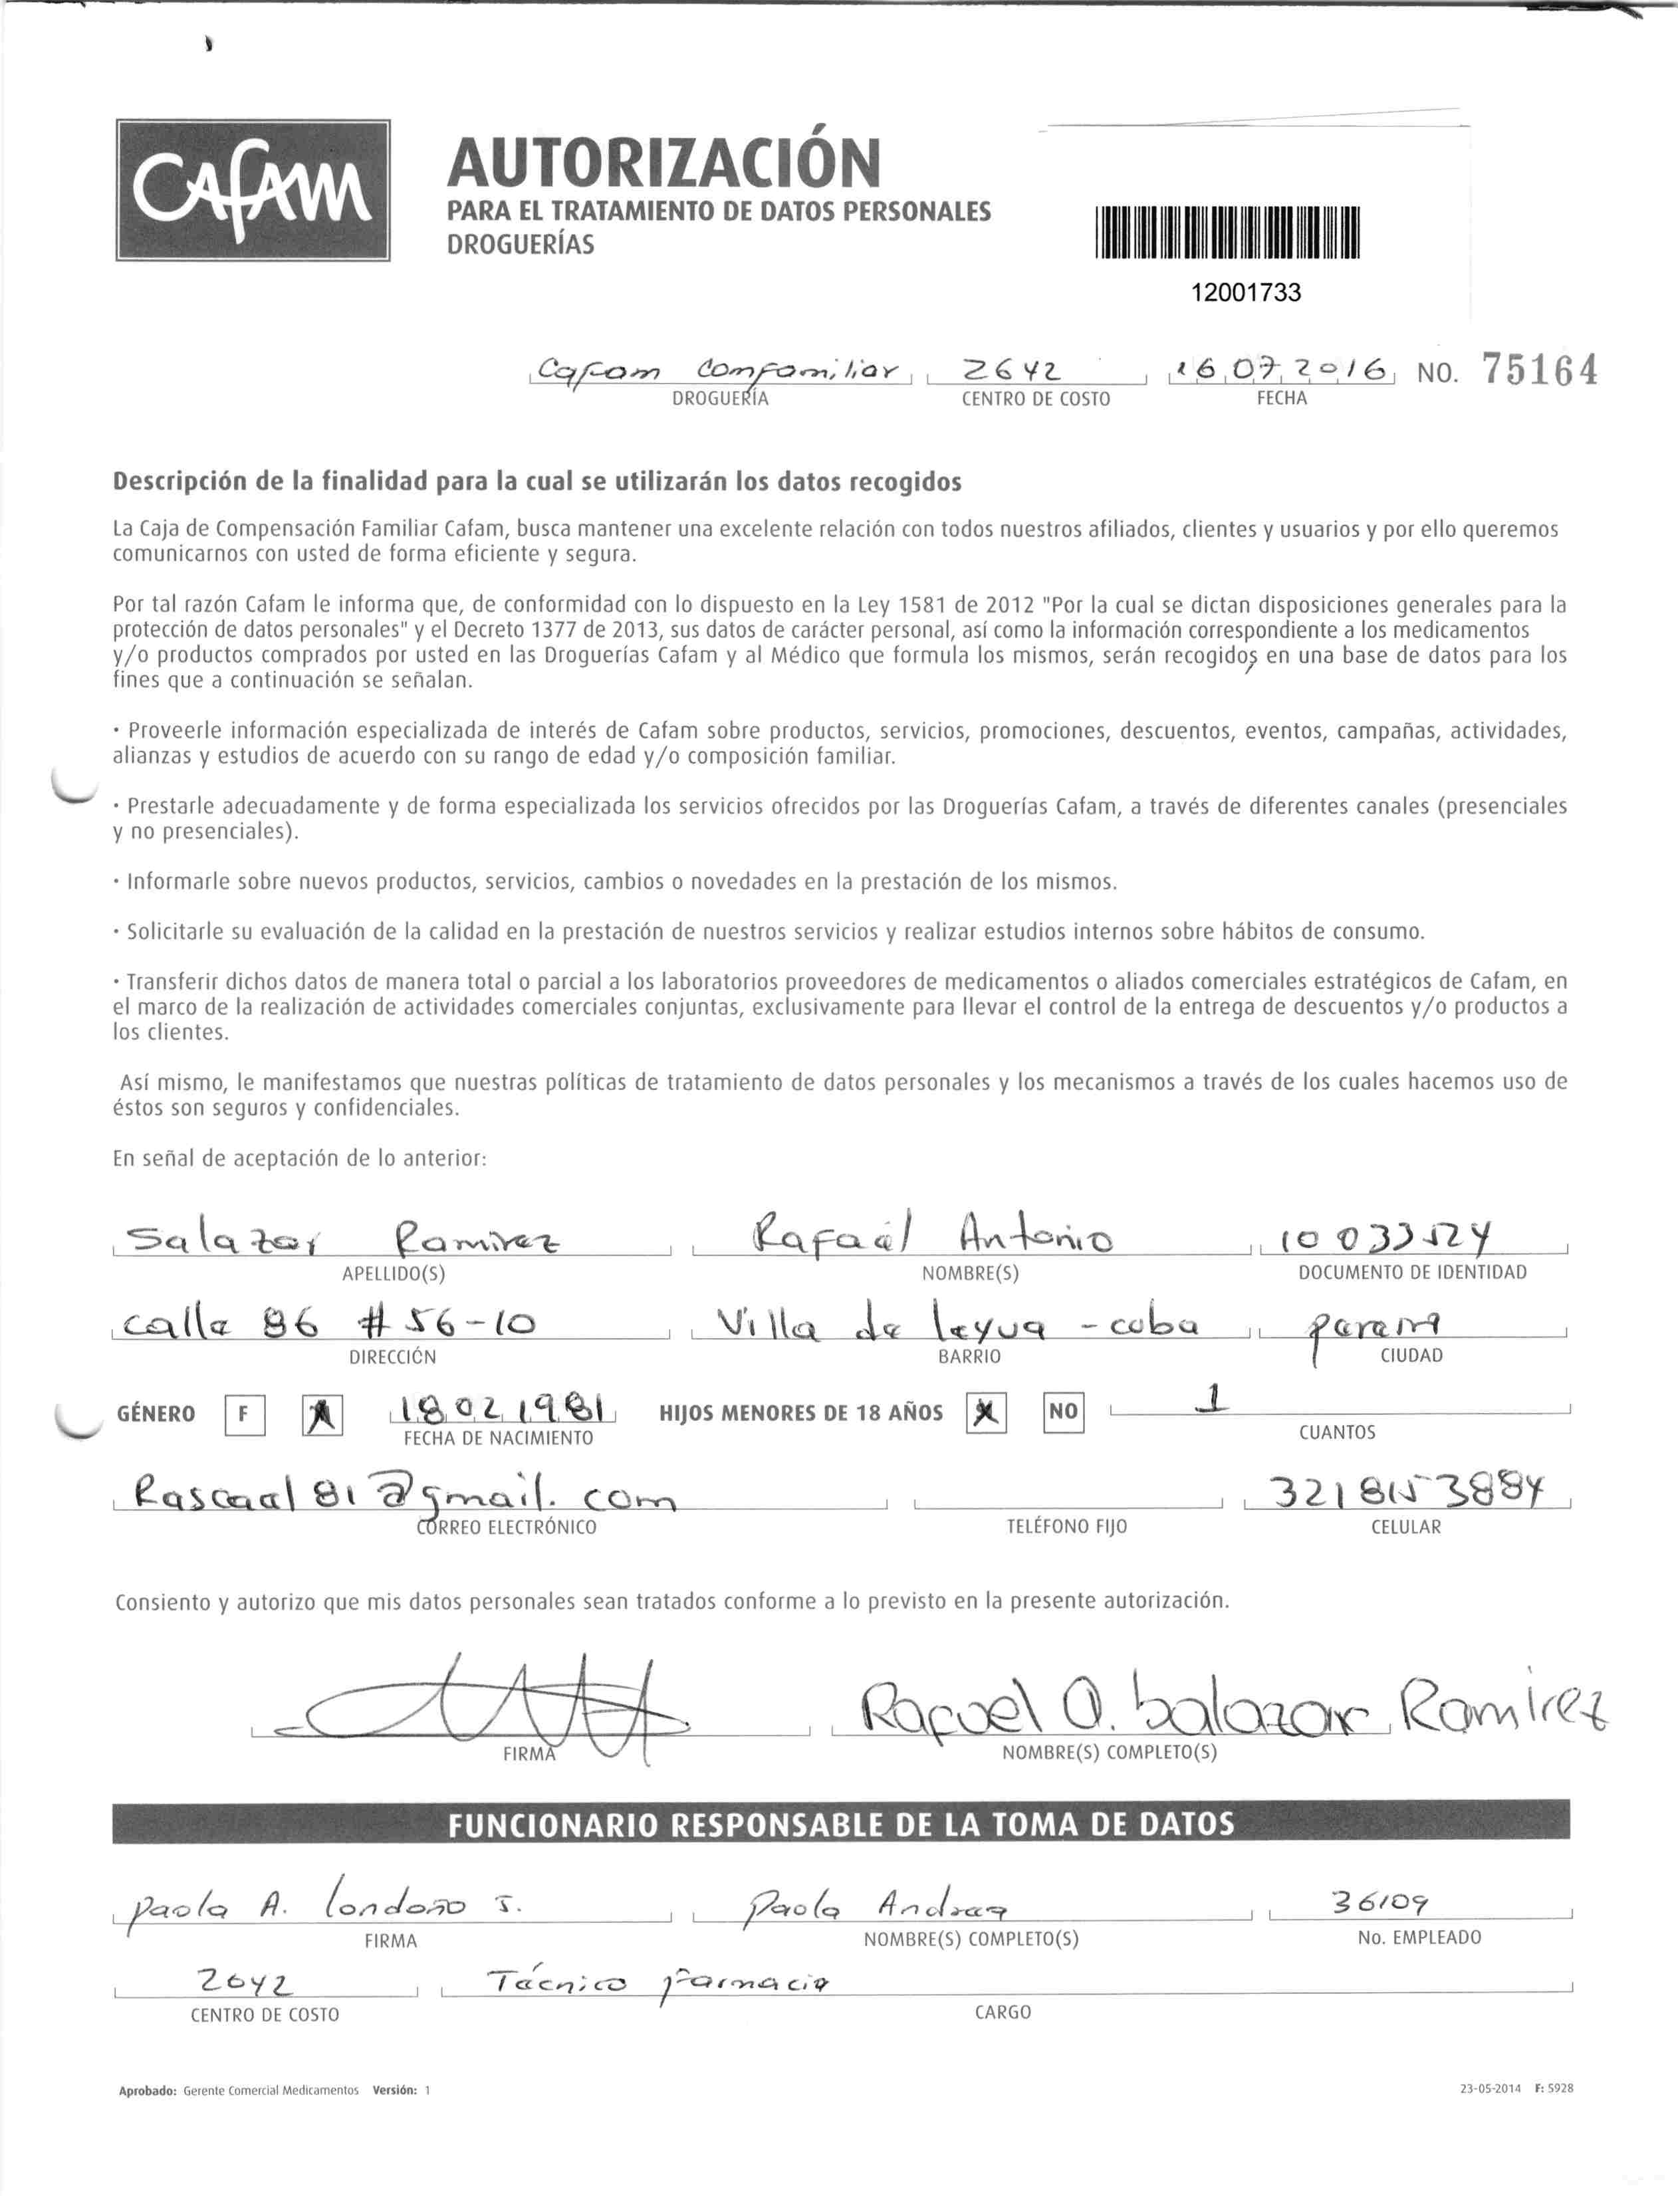 CAFAM
AUTORIZACIÓN
PARA EL TRATAMIENTO DE DATOS PERSONALES
DROGUERÍAS
12001733
Cafam Comfamiliar 2642 16 07 2016 NO. 75164
DROGUERÍA CENTRO DE COSTO FECHA
Descripción de la finalidad para la cual se utilizarán los datos recogidos
La Caja de Compensación Familiar Cafam, busca mantener una excelente relación con todos nuestros afiliados, clientes y usuarios y por ello queremos
comunicarnos con usted de forma eficiente y segura.
Por tal razón Cafam le informa que, de conformidad con lo dispuesto en la Ley 1581 de 2012 "Por la cual se dictan disposiciones generales para la
protección de datos personales" y el Decreto 1377 de 2013, sus datos de carácter personal, así como la información correspondiente a los medicamentos
y/o productos comprados por usted en las Droguerías Cafam y al Médico que formula los mismos, serán recogidos en una base de datos para los
fines que a continuación se señalan.
· Proveerle información especializada de interés de Cafam sobre productos, servicios, promociones, descuentos, eventos, campañas, actividades,
alianzas y estudios de acuerdo con su rango de edad y/o composición familiar.
· Prestarle adecuadamente y de forma especializada los servicios ofrecidos por las Droguerías Cafam, a través de diferentes canales (presenciales
y no presenciales).
· Informarle sobre nuevos productos, servicios, cambios o novedades en la prestación de los mismos.
· Solicitarle su evaluación de la calidad en la prestación de nuestros servicios y realizar estudios internos sobre hábitos de consumo.
· Transferir dichos datos de manera total o parcial a los laboratorios proveedores de medicamentos o aliados comerciales estratégicos de Cafam, en
el marco de la realización de actividades comerciales conjuntas, exclusivamente para llevar el control de la entrega de descuentos y/o productos a
los clientes.
Así mismo, le manifestamos que nuestras políticas de tratamiento de datos personales y los mecanismos a través de los cuales hacemos uso de
éstos son seguros y confidenciales.
En señal de aceptación de lo anterior:
Salazar Ramirez Rafael Antonio 10033524
APELLIDO(S) NOMBRE(S) DOCUMENTO DE IDENTIDAD
calle 86 # 56-10 Villa de leyva - cuba
DIRECCIÓN BARRIO CIUDAD
GÉNERO F 18 02 1981 HIJOS MENORES DE 18 AÑOS X NO 1
FECHA DE NACIMIENTO CUANTOS
Rascaal81@gmail.com 3218153884
CORREO ELECTRÓNICO TELÉFONO FIJO CELULAR
Consiento y autorizo que mis datos personales sean tratados conforme a lo previsto en la presente autorización.
Rafael A. Salazar Ramirez
FIRMA NOMBRE(S) COMPLETO(S)
FUNCIONARIO RESPONSABLE DE LA TOMA DE DATOS
Paola A. Londoño S. Paola Andrea 36109
FIRMA NOMBRE(S) COMPLETO(S) No. EMPLEADO
2642 Técnico Farmacia
CENTRO DE COSTO CARGO
Aprobado: Gerente Comercial Medicamentos Versión: 1 23-05-2014 F: 5928